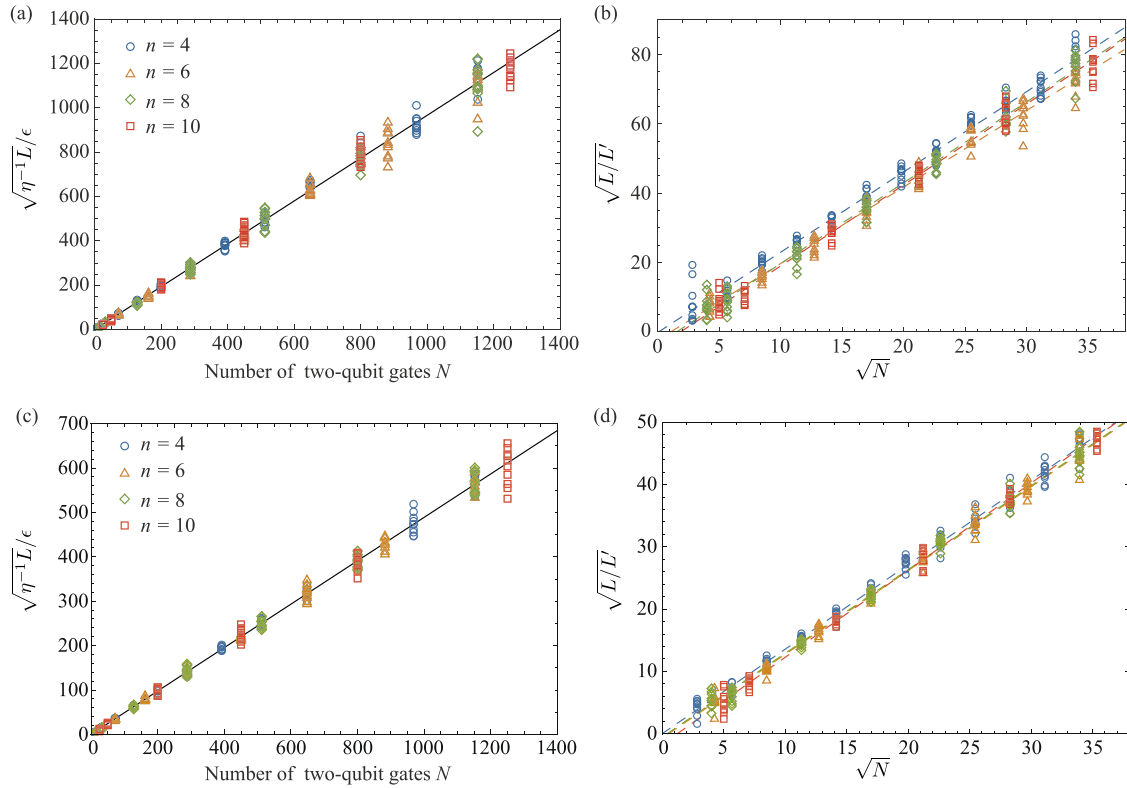 (a)
1400
1200
1000
800
600
400
200
0
√η⁻¹L/ϵ
n = 4
n = 6
n = 8
n = 10
0 200 400 600 800 1000 1200 1400
Number of two-qubit gates N
(b)
80
60
40
20
0
√L/L′
0 5 10 15 20 25 30 35
√N
(c)
700
600
500
400
300
200
100
0
√η⁻¹L/ϵ
n = 4
n = 6
n = 8
n = 10
0 200 400 600 800 1000 1200 1400
Number of two-qubit gates N
(d)
50
40
30
20
10
0
√L/L′
0 5 10 15 20 25 30 35
√N